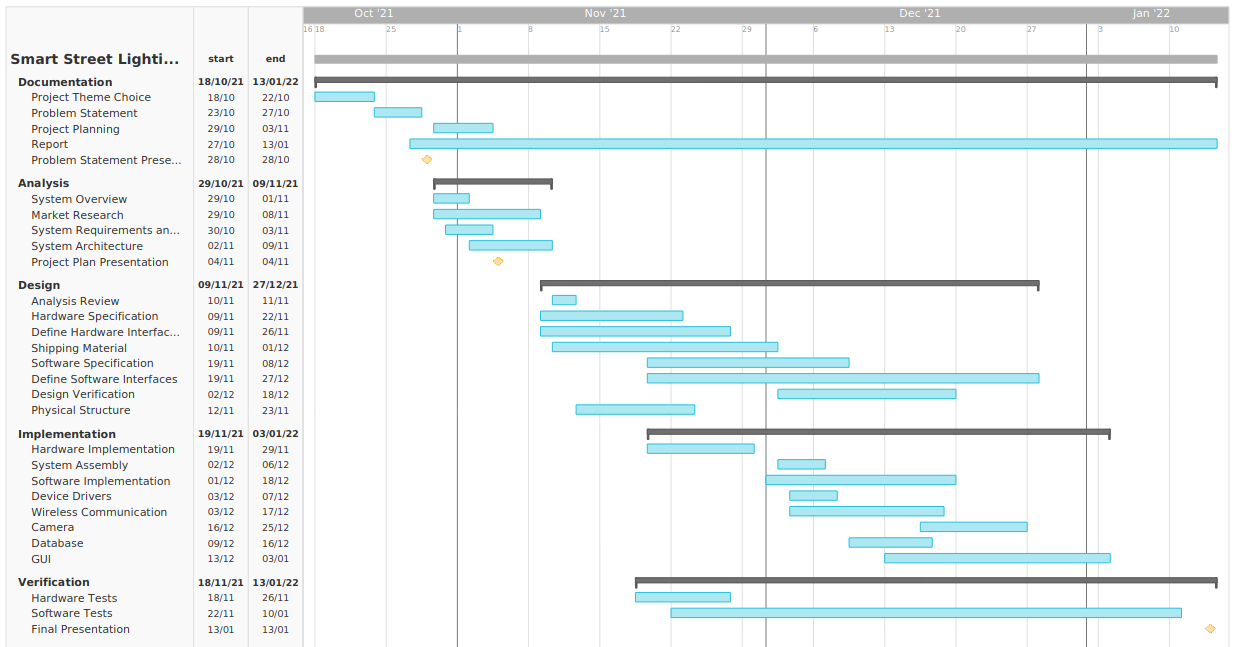 Oct '21 Nov '21 Dec '21 Jan '22
16 18 25 1 8 15 22 29 6 13 20 27 3 10
Smart Street Lighti... start end
Documentation 18/10/21 13/01/22
Project Theme Choice 18/10 22/10
Problem Statement 23/10 27/10
Project Planning 29/10 03/11
Report 27/10 13/01
Problem Statement Prese... 28/10 28/10
Analysis 29/10/21 09/11/21
System Overview 29/10 01/11
Market Research 29/10 08/11
System Requirements an... 30/10 03/11
System Architecture 02/11 09/11
Project Plan Presentation 04/11 04/11
Design 09/11/21 27/12/21
Analysis Review 10/11 11/11
Hardware Specification 09/11 22/11
Define Hardware Interfac... 09/11 26/11
Shipping Material 10/11 01/12
Software Specification 19/11 08/12
Define Software Interfaces 19/11 27/12
Design Verification 02/12 18/12
Physical Structure 12/11 23/11
Implementation 19/11/21 03/01/22
Hardware Implementation 19/11 29/11
System Assembly 02/12 06/12
Software Implementation 01/12 18/12
Device Drivers 03/12 07/12
Wireless Communication 03/12 17/12
Camera 16/12 25/12
Database 09/12 16/12
GUI 13/12 03/01
Verification 18/11/21 13/01/22
Hardware Tests 18/11 26/11
Software Tests 22/11 10/01
Final Presentation 13/01 13/01